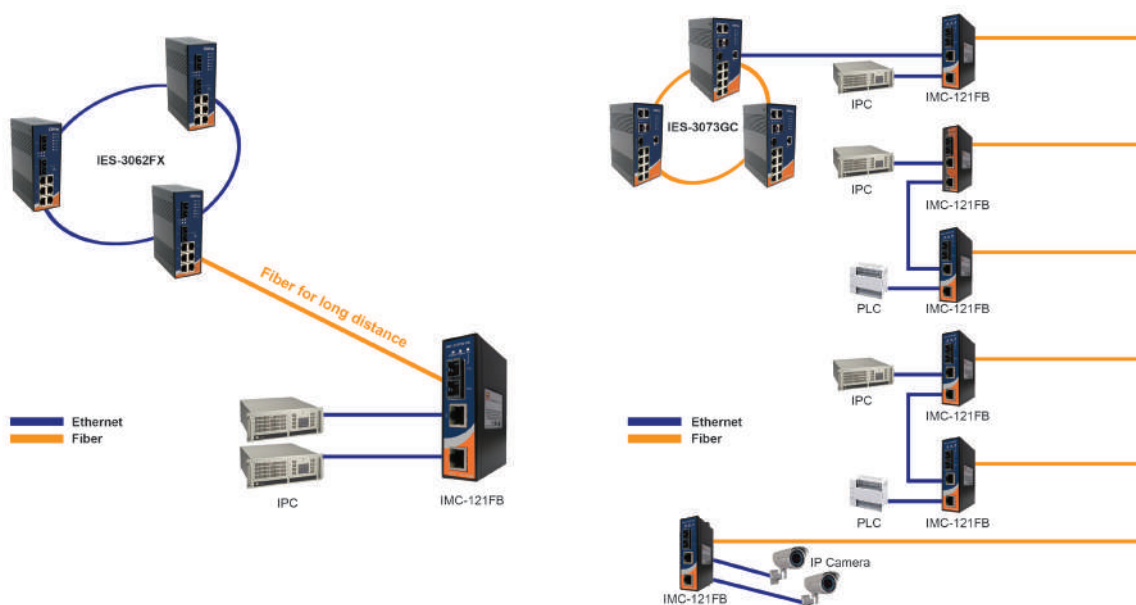 IES-3062FX
Fiber for long distance
Ethernet
Fiber
IPC
IMC-121FB
IES-3073GC
IPC
IMC-121FB
IPC
IMC-121FB
PLC
IMC-121FB
IPC
IMC-121FB
Ethernet
Fiber
PLC
IMC-121FB
IP Camera
IMC-121FB